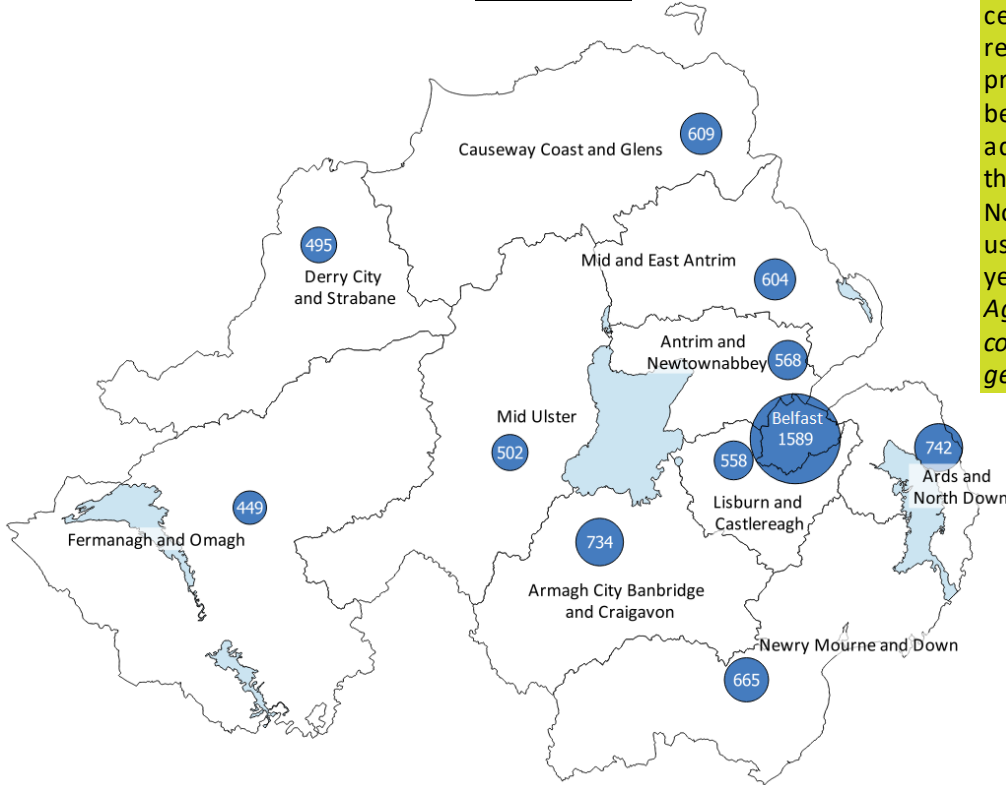 609
Causeway Coast and Glens
495
Derry City
and Strabane
Mid and East Antrim
604
Antrim and
Newtownabbey
568
Belfast
1589
Mid Ulster
502
558
Lisburn and
Castlereagh
742
Ards and
North Down
449
Fermanagh and Omagh
734
Armagh City Banbridge
and Craigavon
Newry Mourne and Down
665